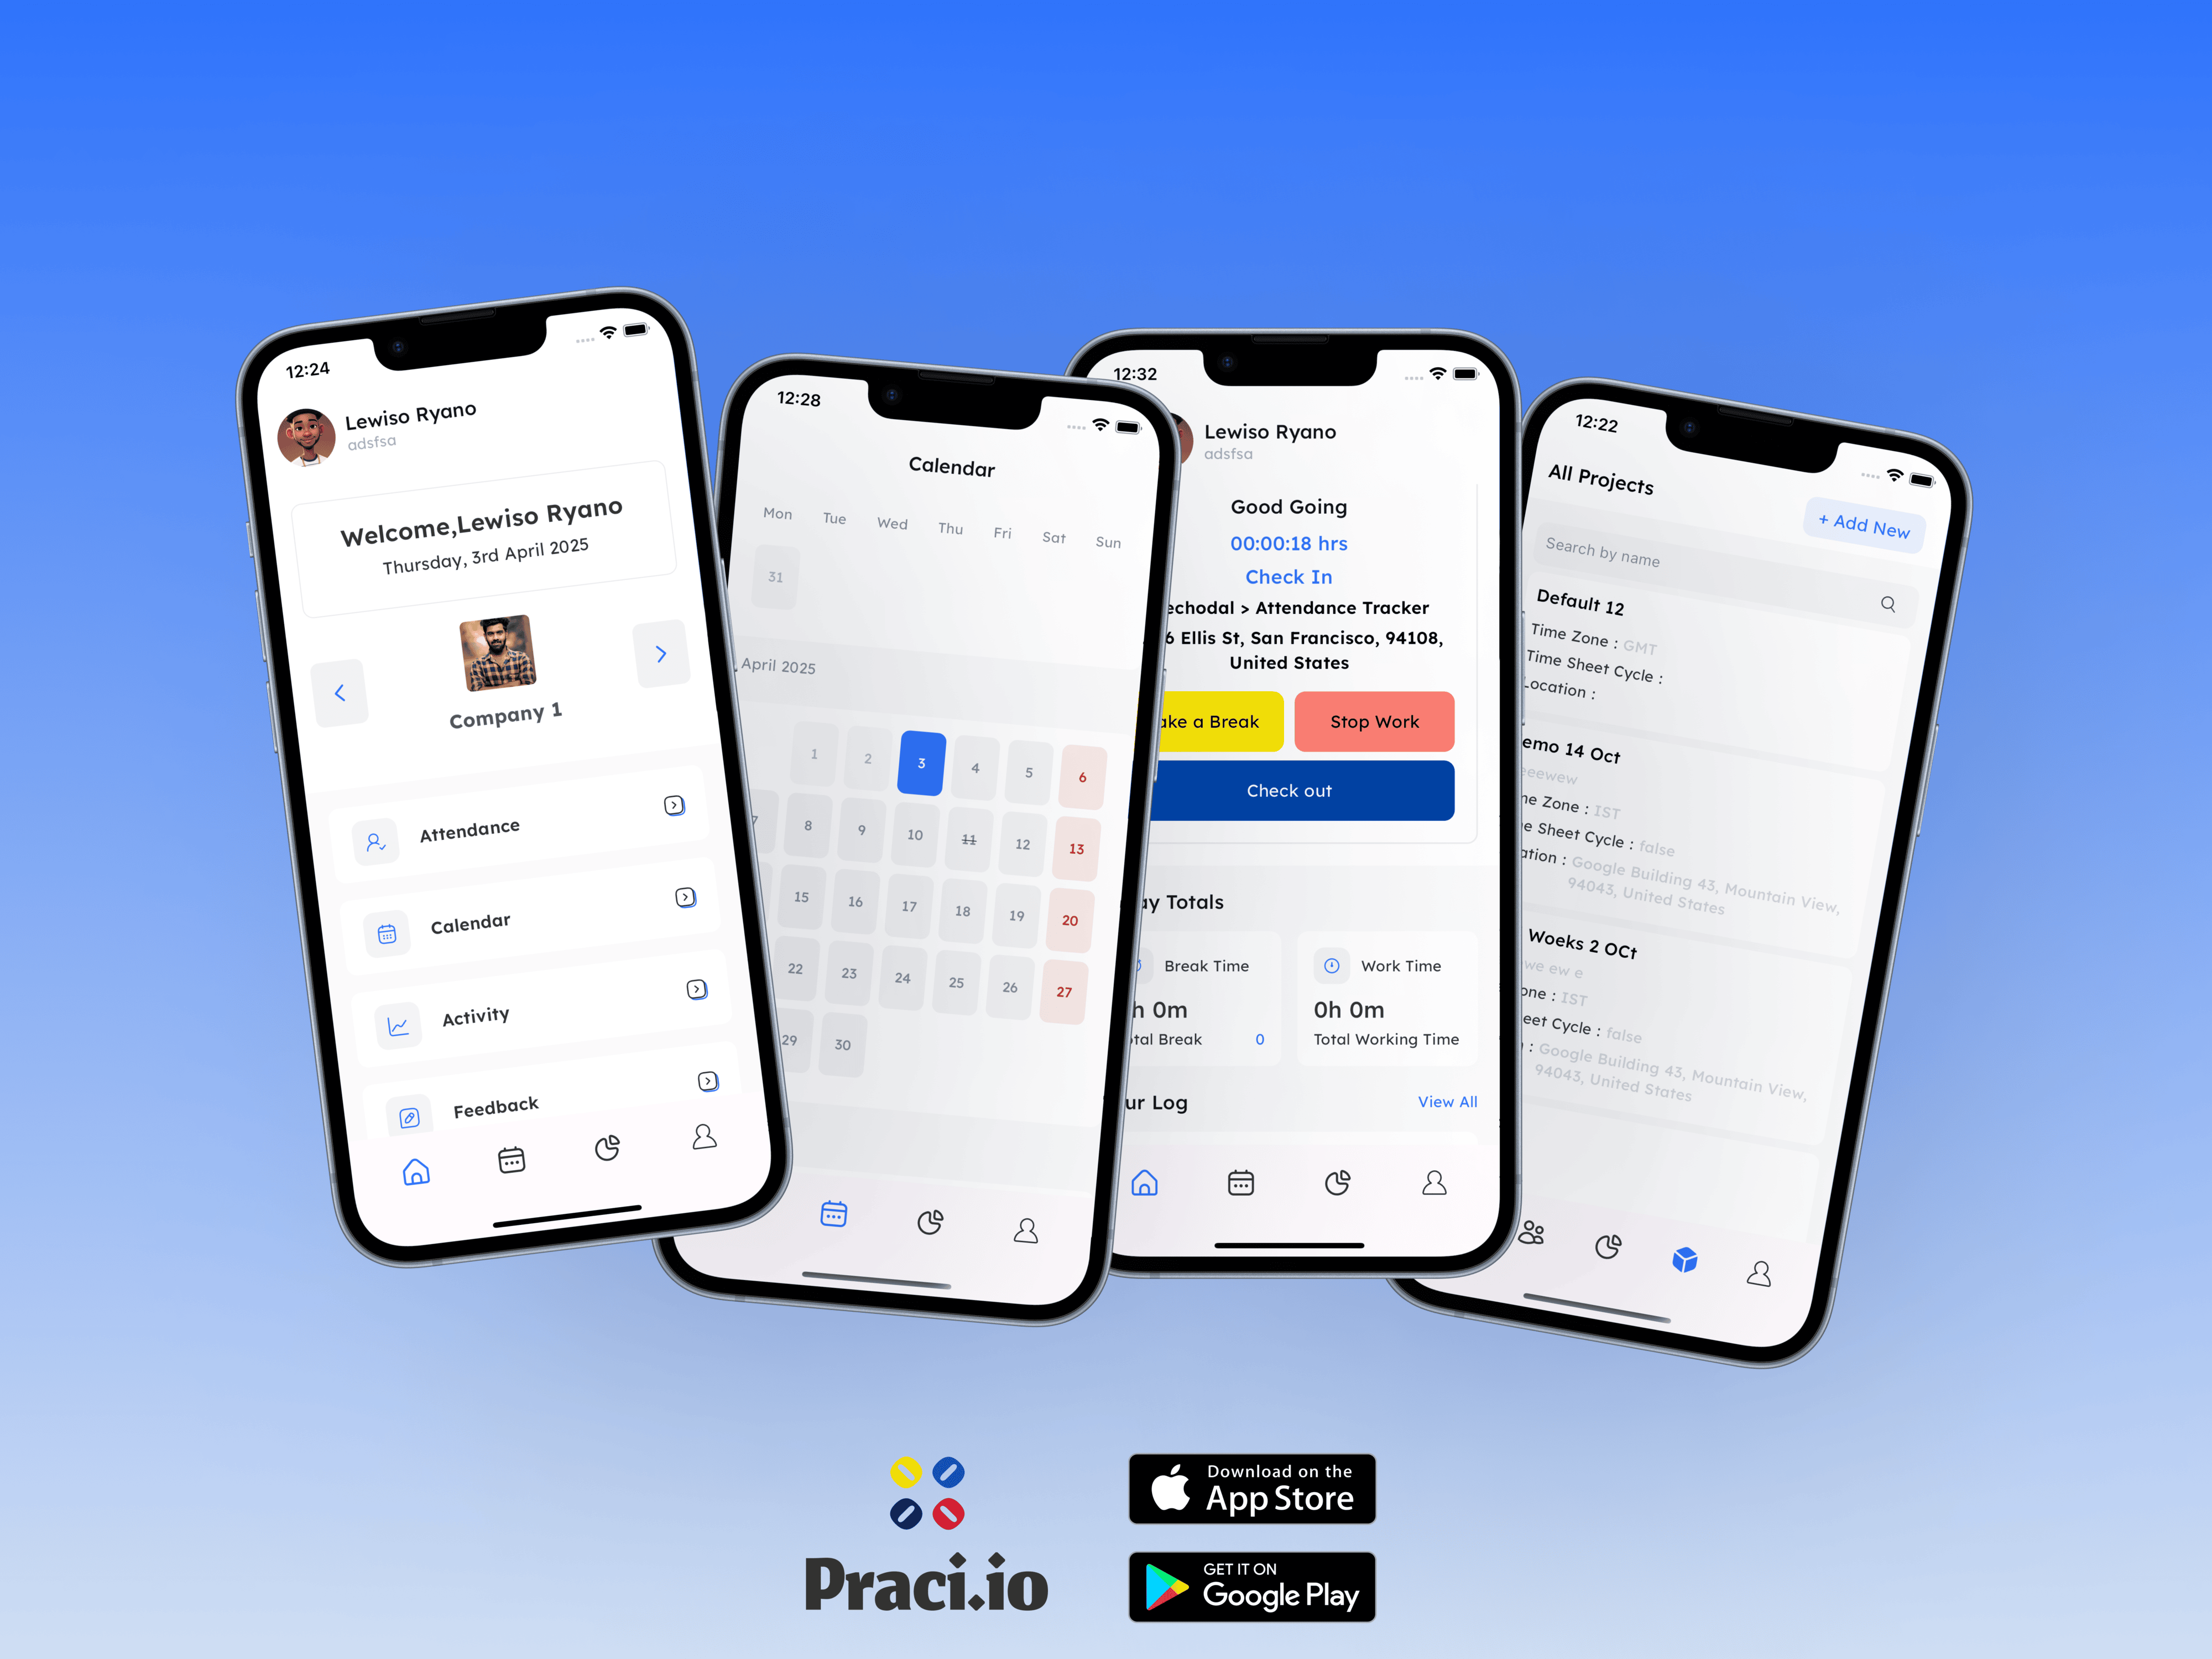 12:24
Lewiso Ryano
adsfsa
Welcome,Lewiso Ryano
Thursday, 3rd April 2025
Company 1
Attendance
Calendar
Activity
Feedback
12:28
Calendar
Mon Tue Wed Thu Fri Sat Sun
31
April 2025
1 2 3 4 5 6
7 8 9 10 11 12 13
15 16 17 18 19 20
22 23 24 25 26 27
29 30
12:32
Lewiso Ryano
adsfsa
Good Going
00:00:18 hrs
Check In
echodal > Attendance Tracker
6 Ellis St, San Francisco, 94108,
United States
ake a Break
Stop Work
Check out
ay Totals
Break Time
Work Time
h 0m
0h 0m
tal Break 0
Total Working Time
ur Log
View All
12:22
All Projects
+ Add New
Search by name
Default 12
Time Zone : GMT
Time Sheet Cycle :
Location :
emo 14 Oct
eeewew
ne Zone : IST
e Sheet Cycle : false
ation : Google Building 43, Mountain View,
94043, United States
Woeks 2 OCt
we ew e
one : IST
eet Cycle : false
: Google Building 43, Mountain View,
94043, United States
Praci.io
Download on the
App Store
GET IT ON
Google Play